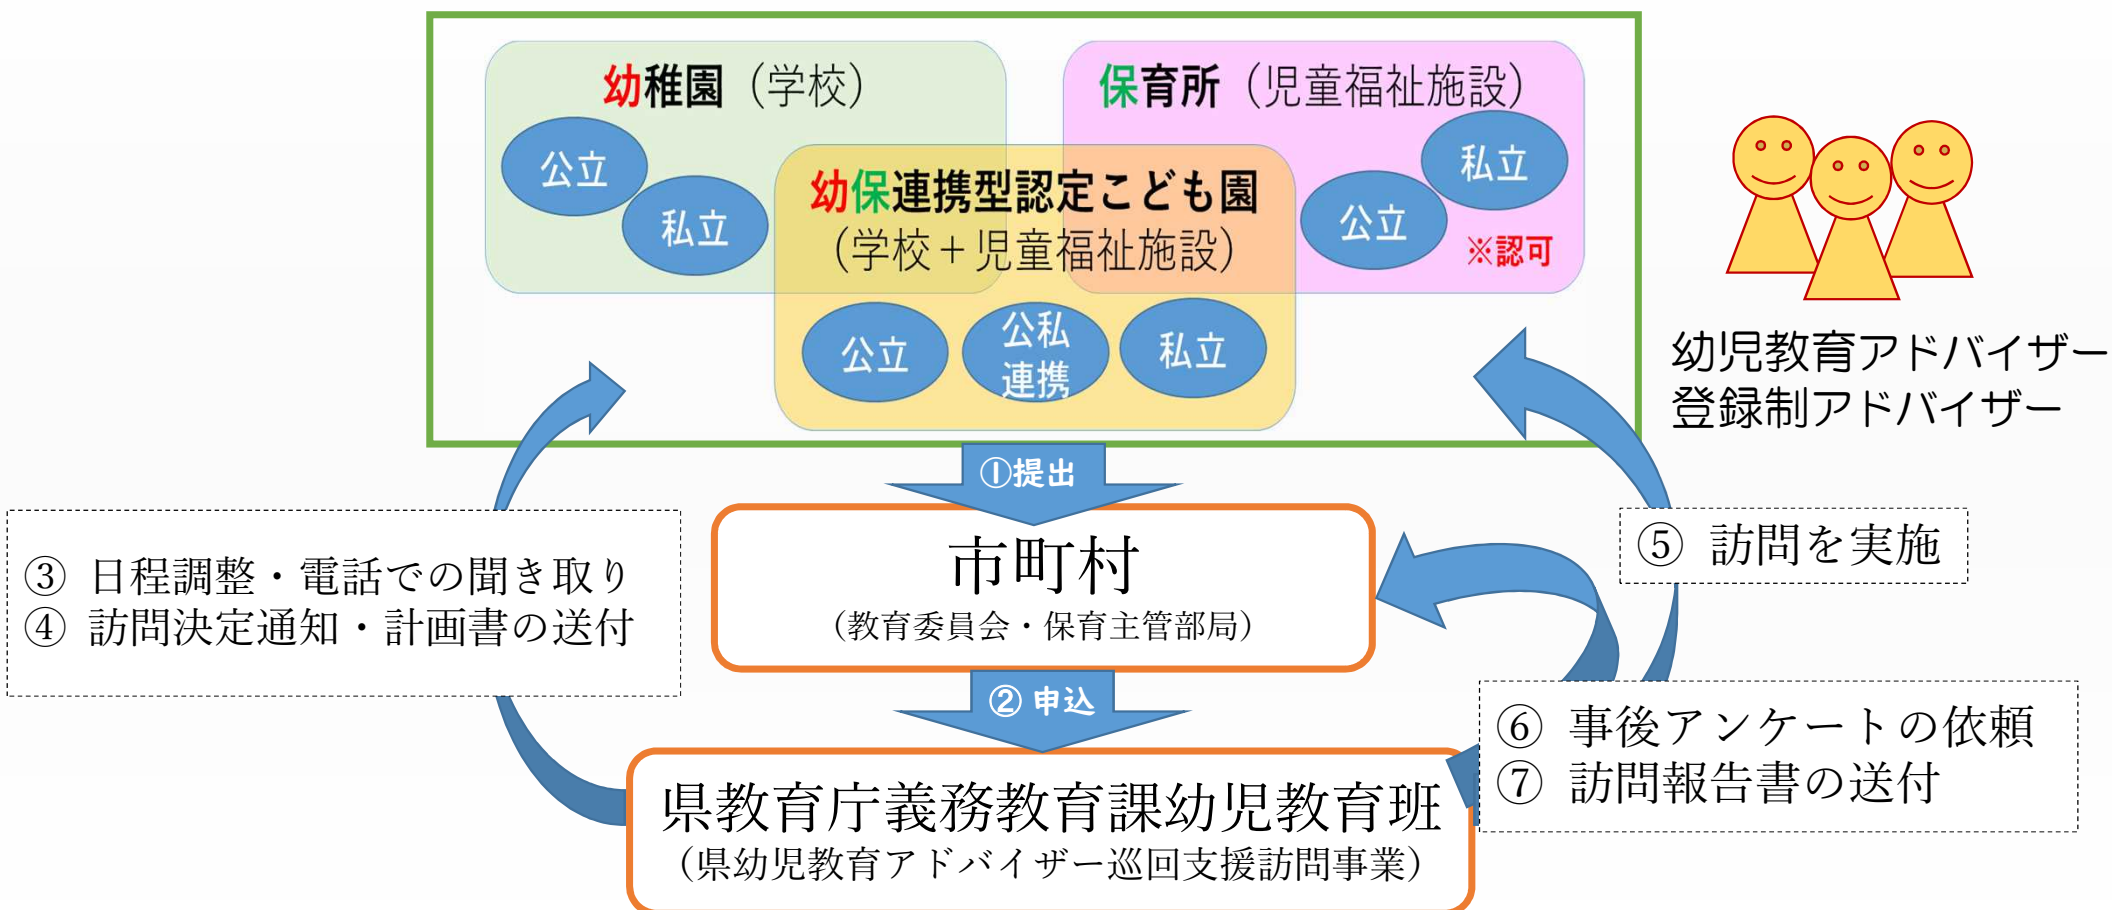 幼稚園（学校）
保育所（児童福祉施設）
公立
私立
幼保連携型認定こども園
（学校＋児童福祉施設）
公立
私立
※認可
公立
公私
連携
私立
幼児教育アドバイザー
登録制アドバイザー
①提出
市町村
（教育委員会・保育主管部局）
③ 日程調整・電話での聞き取り
④ 訪問決定通知・計画書の送付
⑤ 訪問を実施
② 申込
⑥ 事後アンケートの依頼
⑦ 訪問報告書の送付
県教育庁義務教育課幼児教育班
（県幼児教育アドバイザー巡回支援訪問事業）